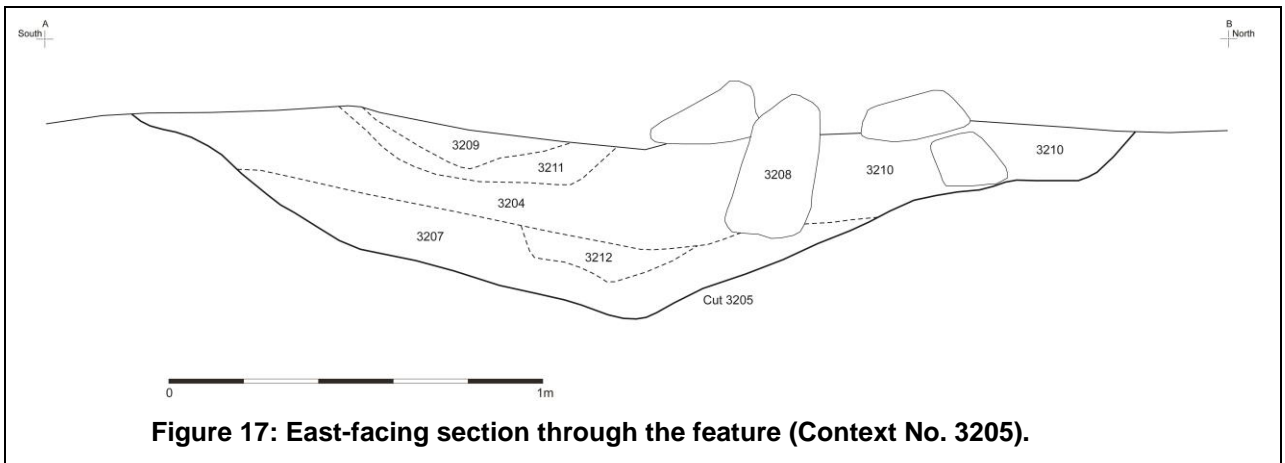 A
South
B
North
3209
3211
3208
3210
3210
3204
3207
3212
Cut 3205
0
1m
Figure 17: East-facing section through the feature (Context No. 3205).